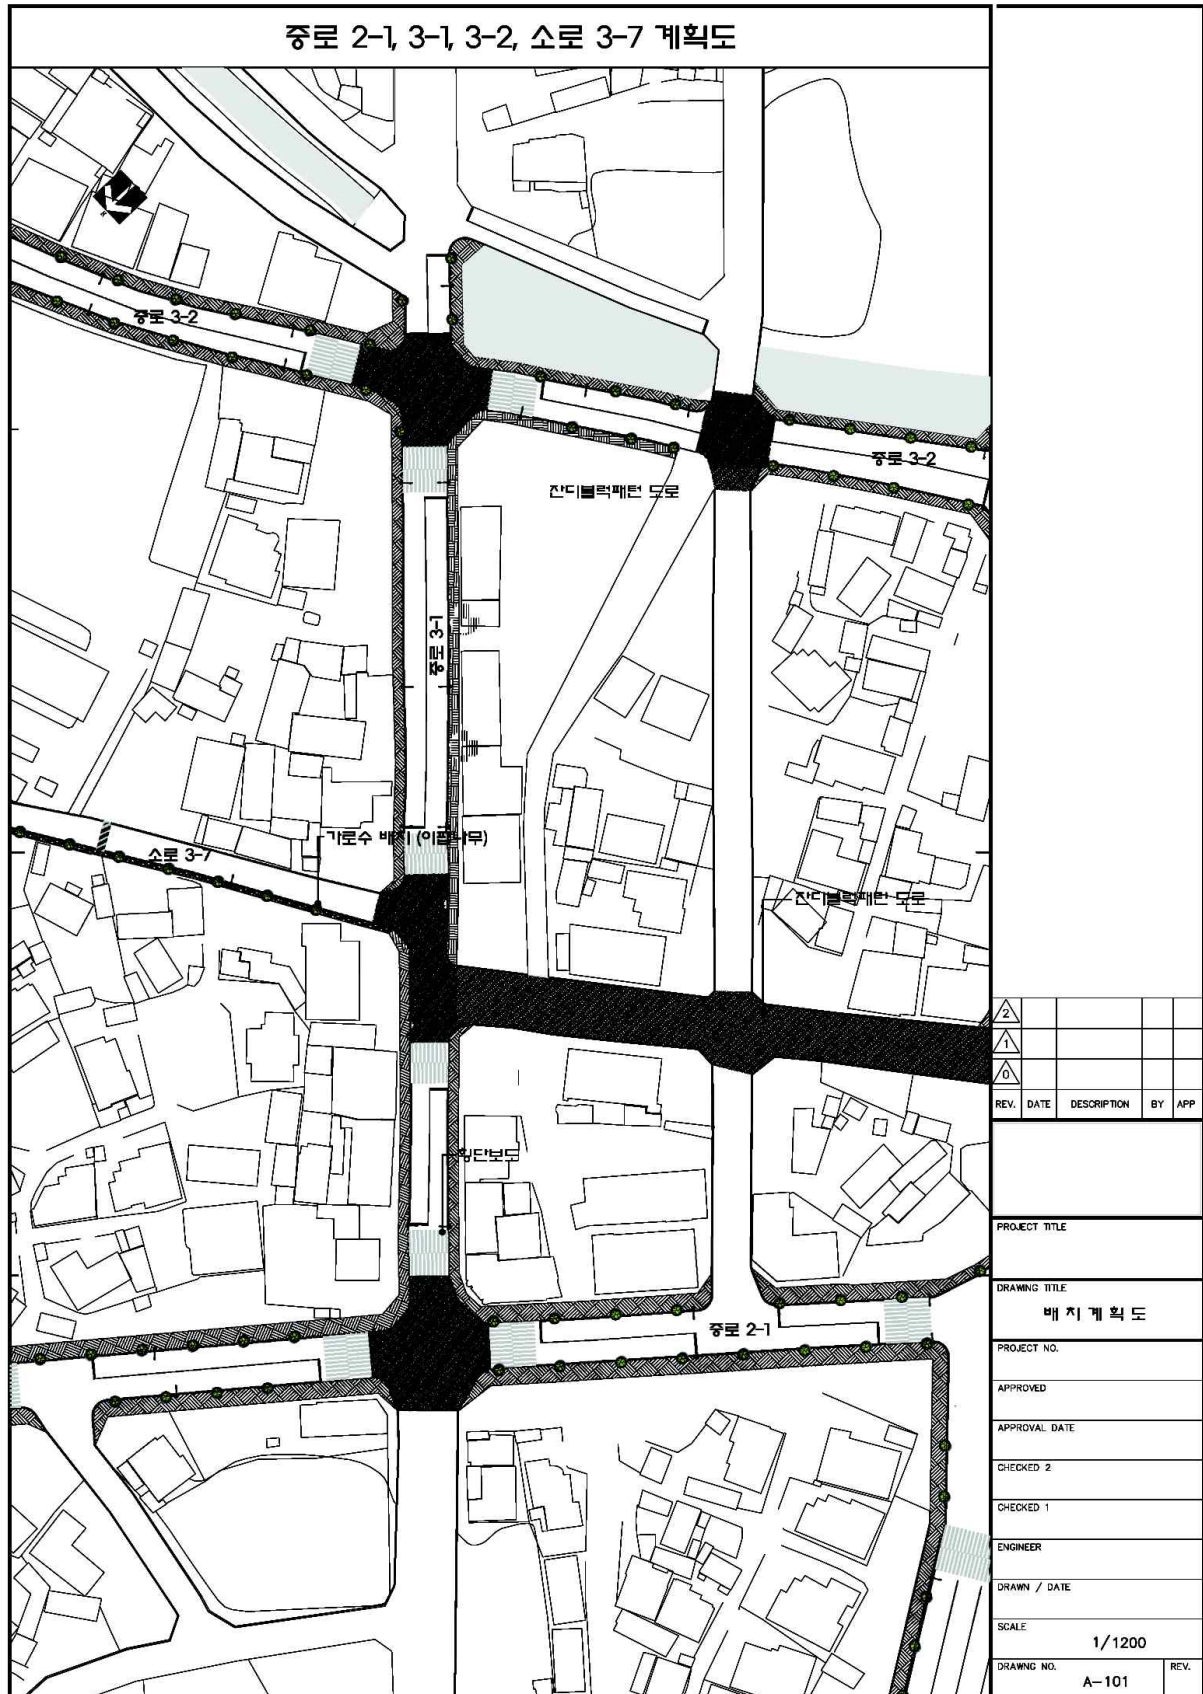 중로 2-1, 3-1, 3-2, 소로 3-7 계획도
중로 3-2
중로 3-2
잔디블럭패턴 도로
중로 3-1
가로수 배치 (이팝나무)
소로 3-7
잔디블럭패턴 도로
횡단보도
중로 2-1
2
1
0
REV. DATE DESCRIPTION BY APP
PROJECT TITLE
DRAWING TITLE
배 치 계 획 도
PROJECT NO.
APPROVED
APPROVAL DATE
CHECKED 2
CHECKED 1
ENGINEER
DRAWN / DATE
SCALE
1/1200
DRAWNG NO. REV.
A-101